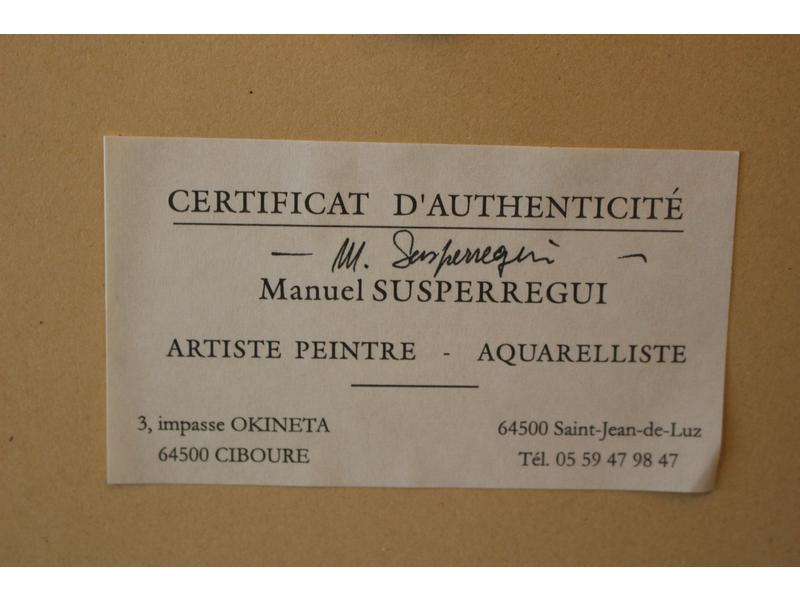 CERTIFICAT D'AUTHENTICITÉ
— M. Susperregui —
Manuel SUSPERREGUI
ARTISTE PEINTRE - AQUARELLISTE
3, impasse OKINETA 64500 Saint-Jean-de-Luz
64500 CIBOURE Tél. 05 59 47 98 47